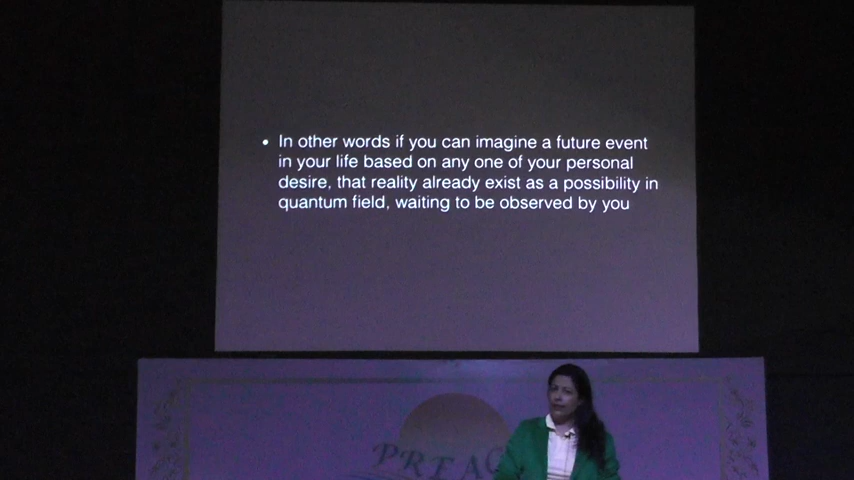 • In other words if you can imagine a future event
in your life based on any one of your personal
desire, that reality already exist as a possibility in
quantum field, waiting to be observed by you